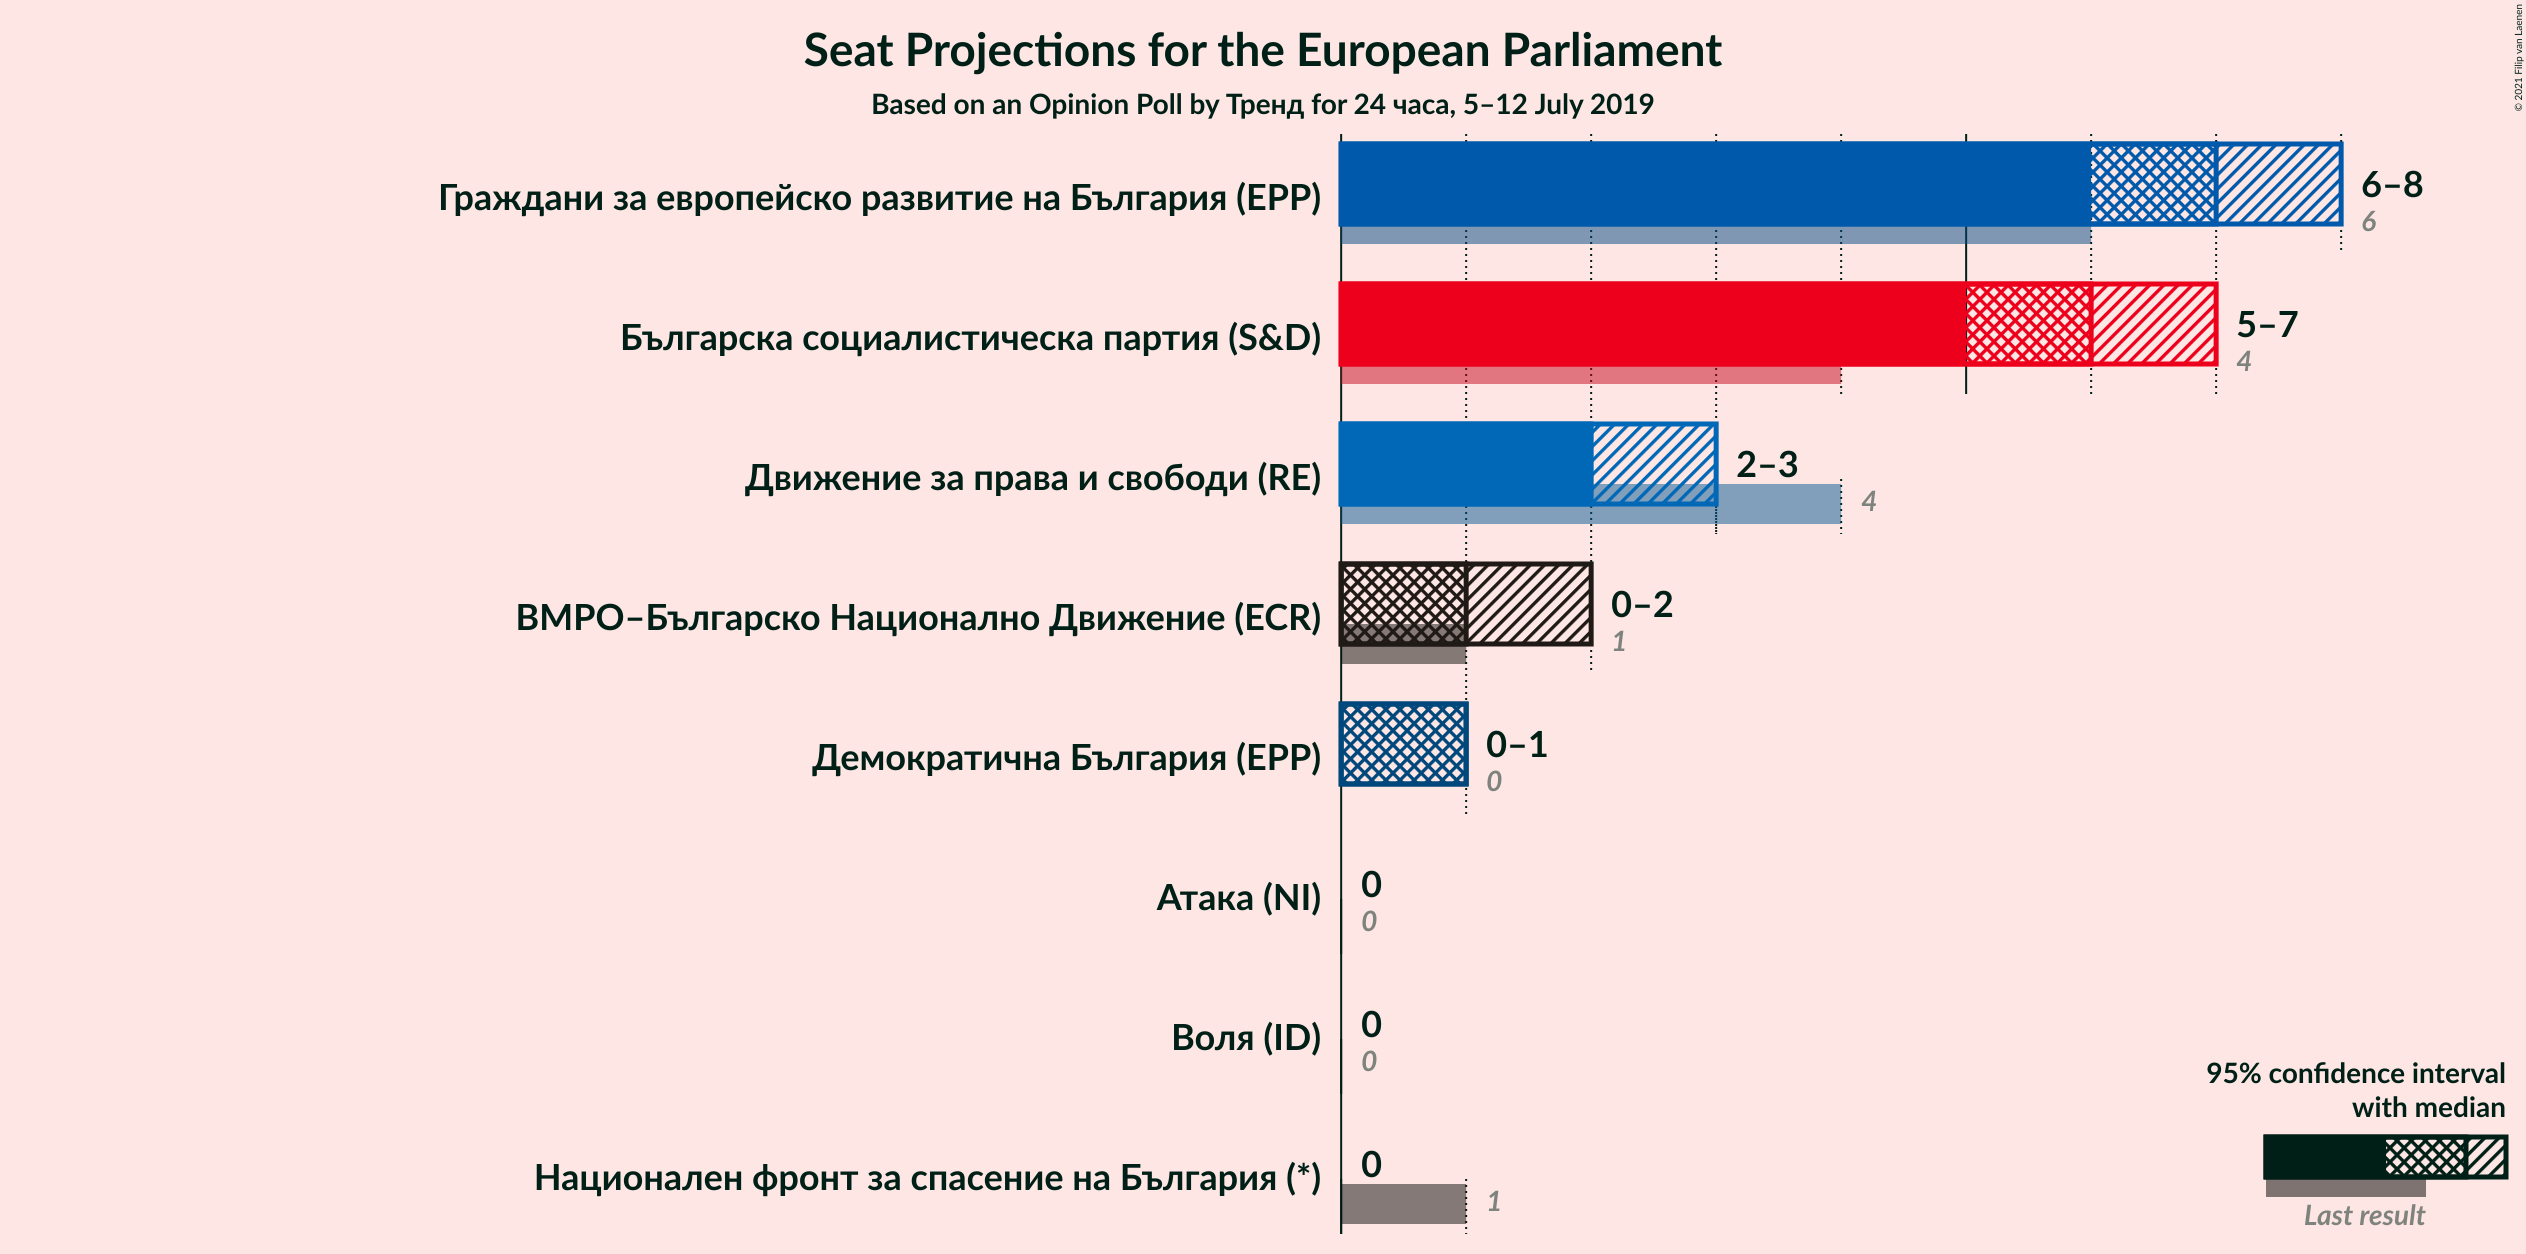 Seat Projections for the European Parliament
Based on an Opinion Poll by Тренд for 24 часа, 5–12 July 2019
© 2021 Filip van Laenen
Граждани за европейско развитие на България (EPP)
6–8
6
Българска социалистическа партия (S&D)
5–7
4
Движение за права и свободи (RE)
2–3
4
ВМРО–Българско Национално Движение (ECR)
0–2
1
Демократична България (EPP)
0–1
0
Атака (NI)
0
0
Воля (ID)
0
0
Национален фронт за спасение на България (*)
0
1
95% confidence interval
with median
Last result